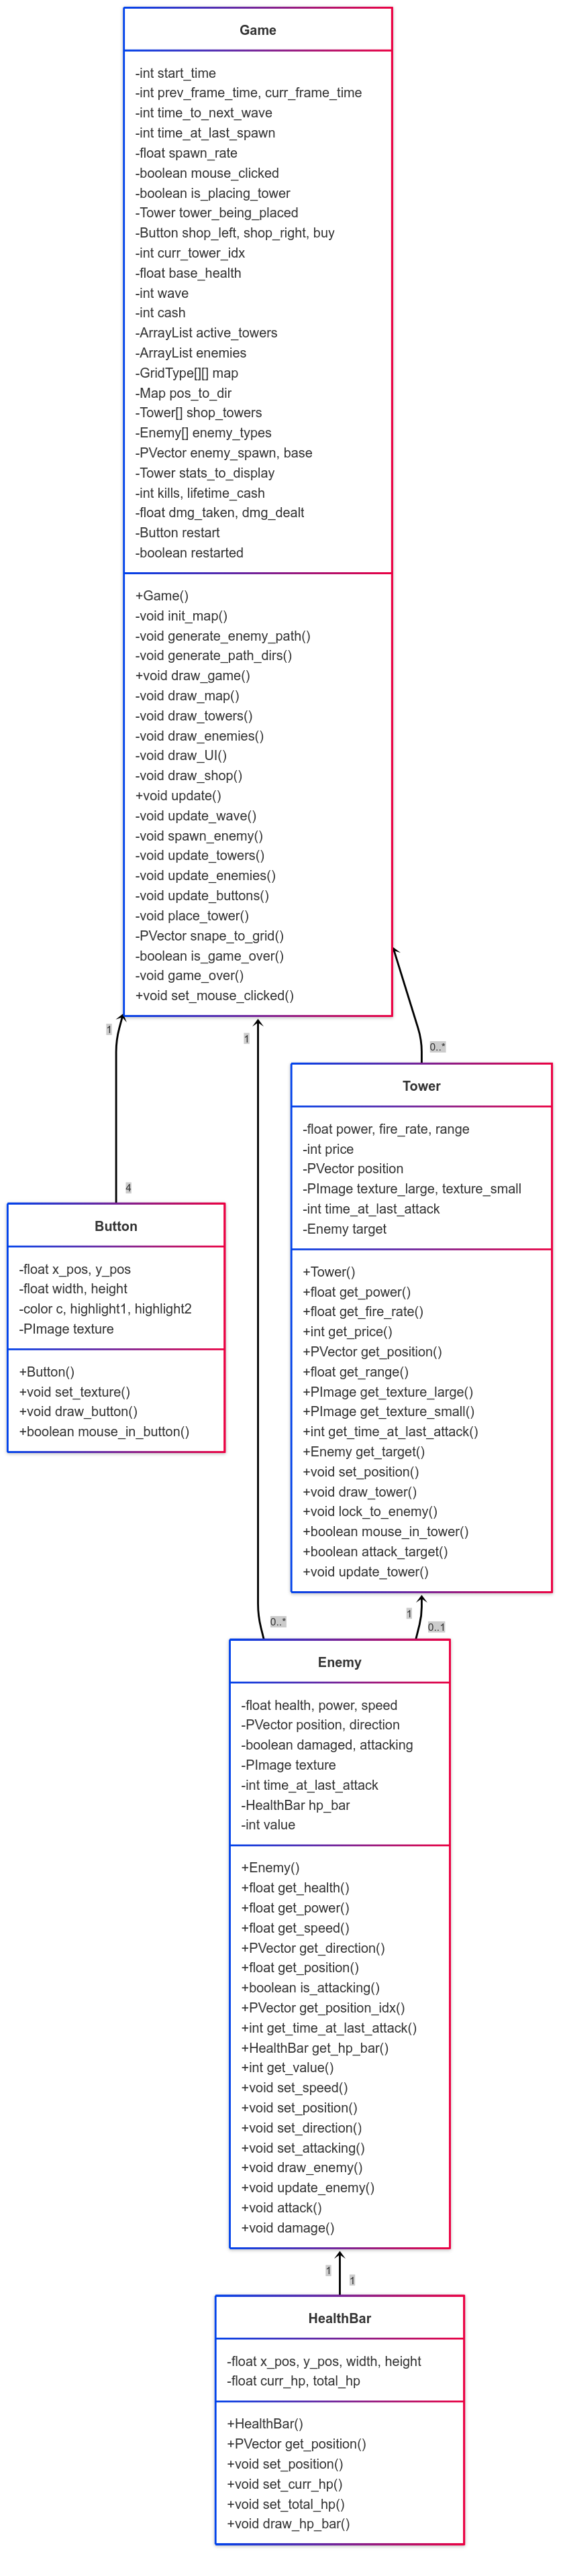 Game
-int start_time
-int prev_frame_time, curr_frame_time
-int time_to_next_wave
-int time_at_last_spawn
-float spawn_rate
-boolean mouse_clicked
-boolean is_placing_tower
-Tower tower_being_placed
-Button shop_left, shop_right, buy
-int curr_tower_idx
-float base_health
-int wave
-int cash
-ArrayList active_towers
-ArrayList enemies
-GridType[][] map
-Map pos_to_dir
-Tower[] shop_towers
-Enemy[] enemy_types
-PVector enemy_spawn, base
-Tower stats_to_display
-int kills, lifetime_cash
-float dmg_taken, dmg_dealt
-Button restart
-boolean restarted
+Game()
-void init_map()
-void generate_enemy_path()
-void generate_path_dirs()
+void draw_game()
-void draw_map()
-void draw_towers()
-void draw_enemies()
-void draw_UI()
-void draw_shop()
+void update()
-void update_wave()
-void spawn_enemy()
-void update_towers()
-void update_enemies()
-void update_buttons()
-void place_tower()
-PVector snape_to_grid()
-boolean is_game_over()
-void game_over()
+void set_mouse_clicked()
1
1
0..*
4
Tower
-float power, fire_rate, range
-int price
-PVector position
-PImage texture_large, texture_small
-int time_at_last_attack
-Enemy target
+Tower()
+float get_power()
+float get_fire_rate()
+int get_price()
+PVector get_position()
+float get_range()
+PImage get_texture_large()
+PImage get_texture_small()
+int get_time_at_last_attack()
+Enemy get_target()
+void set_position()
+void draw_tower()
+void lock_to_enemy()
+boolean mouse_in_tower()
+boolean attack_target()
+void update_tower()
Button
-float x_pos, y_pos
-float width, height
-color c, highlight1, highlight2
-PImage texture
+Button()
+void set_texture()
+void draw_button()
+boolean mouse_in_button()
0..*
1
0..1
Enemy
-float health, power, speed
-PVector position, direction
-boolean damaged, attacking
-PImage texture
-int time_at_last_attack
-HealthBar hp_bar
-int value
+Enemy()
+float get_health()
+float get_power()
+float get_speed()
+PVector get_direction()
+float get_position()
+boolean is_attacking()
+PVector get_position_idx()
+int get_time_at_last_attack()
+HealthBar get_hp_bar()
+int get_value()
+void set_speed()
+void set_position()
+void set_direction()
+void set_attacking()
+void draw_enemy()
+void update_enemy()
+void attack()
+void damage()
1
1
HealthBar
-float x_pos, y_pos, width, height
-float curr_hp, total_hp
+HealthBar()
+PVector get_position()
+void set_position()
+void set_curr_hp()
+void set_total_hp()
+void draw_hp_bar()